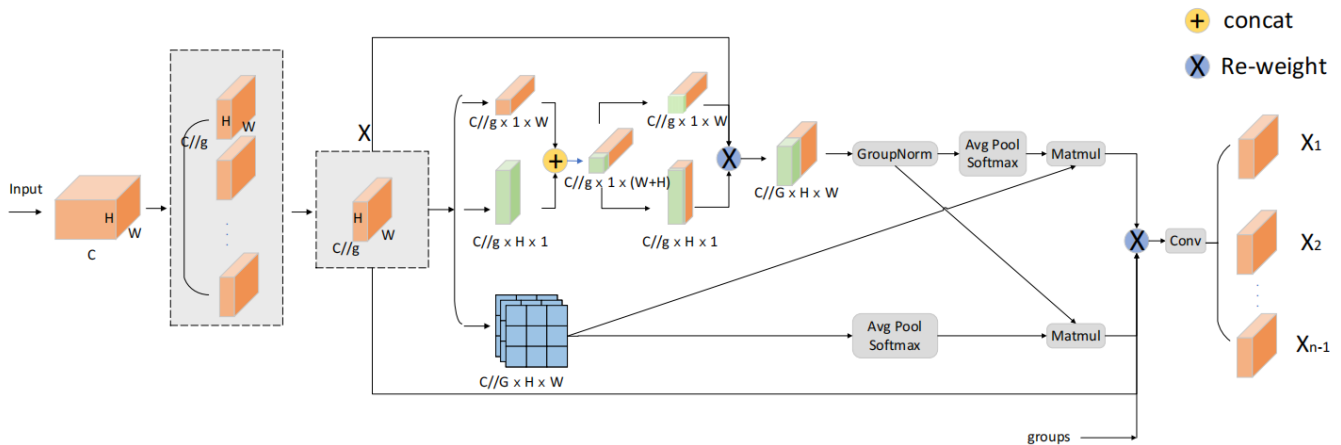 + concat
X Re-weight
Input
H
W
C
H
W
C//g
X
H
W
C//g
C//g x 1 x W
C//g x H x 1
+
C//g x 1 x (W+H)
C//g x 1 x W
C//g x H x 1
X
C//G x H x W
C//G x H x W
GroupNorm
Avg Pool
Softmax
Matmul
Avg Pool
Softmax
Matmul
X
Conv
groups
X1
X2
Xn-1